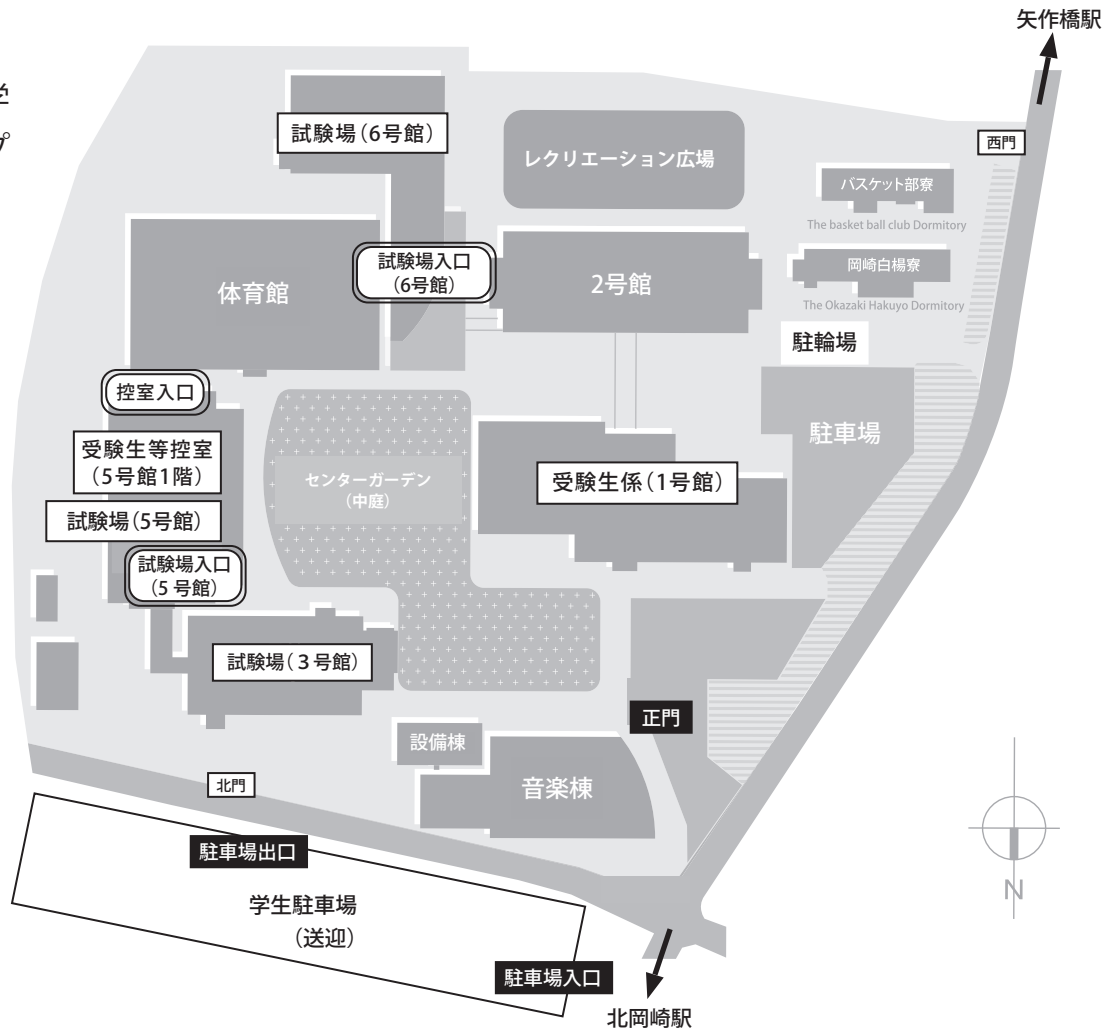 矢作橋駅
学
プ
試験場(6号館)
レクリエーション広場
西門
バスケット部寮
The basket ball club Dormitory
試験場入口
(6号館)
体育館
2号館
岡崎白楊寮
The Okazaki Hakuyo Dormitory
駐輪場
控室入口
駐車場
受験生等控室
(5号館1階)
センターガーデン
(中庭)
受験生係(1号館)
試験場(5号館)
試験場入口
(5号館)
試験場(3号館)
正門
設備棟
音楽棟
北門
駐車場出口
学生駐車場
(送迎)
N
駐車場入口
北岡崎駅